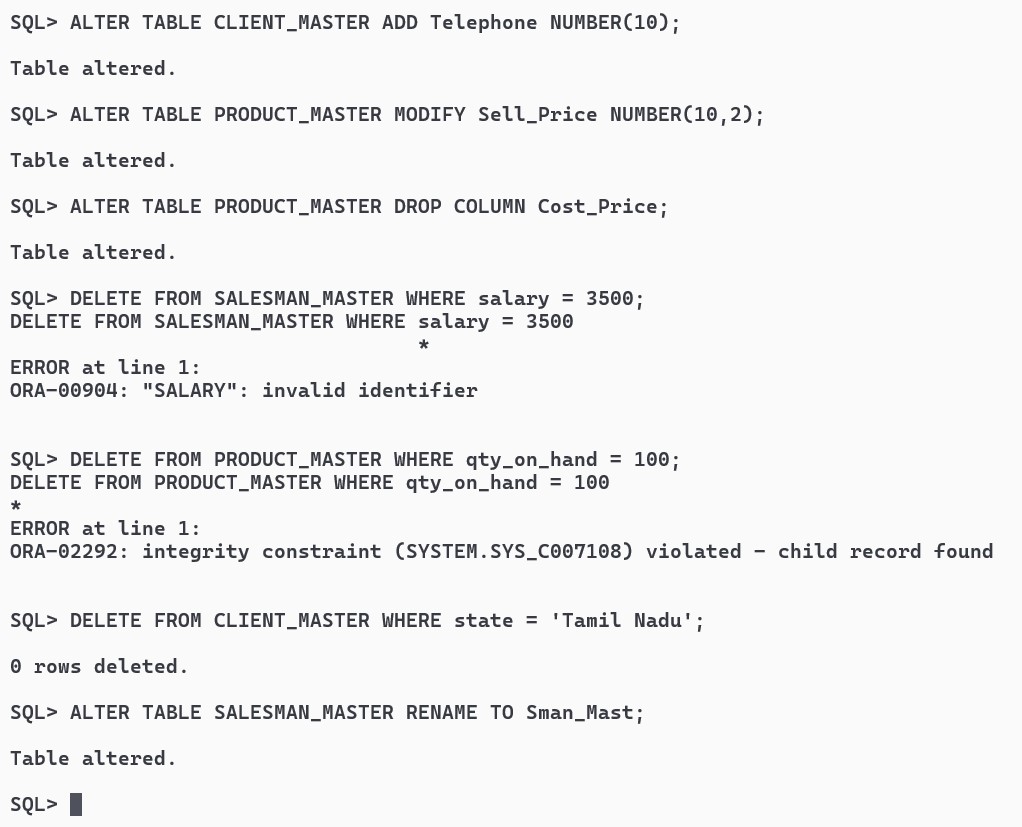 SQL> ALTER TABLE CLIENT_MASTER ADD Telephone NUMBER(10);
Table altered.
SQL> ALTER TABLE PRODUCT_MASTER MODIFY Sell_Price NUMBER(10,2);
Table altered.
SQL> ALTER TABLE PRODUCT_MASTER DROP COLUMN Cost_Price;
Table altered.
SQL> DELETE FROM SALESMAN_MASTER WHERE salary = 3500;
DELETE FROM SALESMAN_MASTER WHERE salary = 3500
*
ERROR at line 1:
ORA-00904: "SALARY": invalid identifier
SQL> DELETE FROM PRODUCT_MASTER WHERE qty_on_hand = 100;
DELETE FROM PRODUCT_MASTER WHERE qty_on_hand = 100
*
ERROR at line 1:
ORA-02292: integrity constraint (SYSTEM.SYS_C007108) violated - child record found
SQL> DELETE FROM CLIENT_MASTER WHERE state = 'Tamil Nadu';
0 rows deleted.
SQL> ALTER TABLE SALESMAN_MASTER RENAME TO Sman_Mast;
Table altered.
SQL>